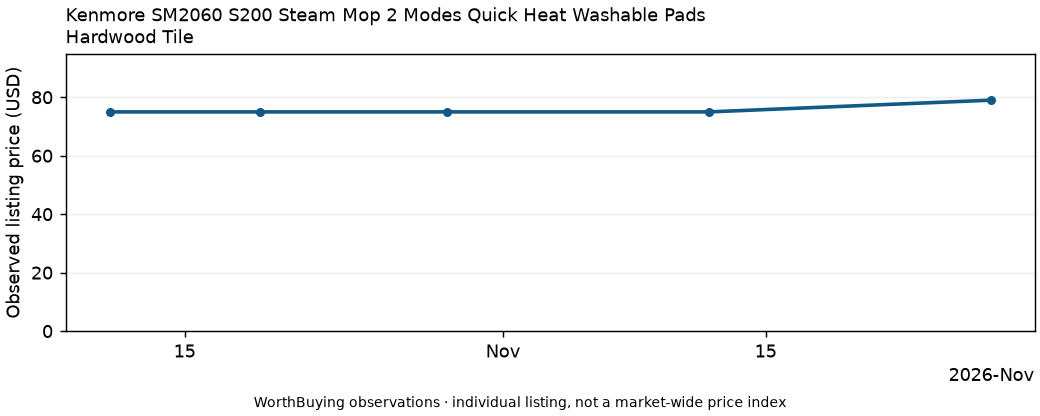 Kenmore SM2060 S200 Steam Mop 2 Modes Quick Heat Washable Pads
Hardwood Tile
Observed listing price (USD)
80
60
40
20
0
15
Nov
15
2026-Nov
WorthBuying observations · individual listing, not a market-wide price index